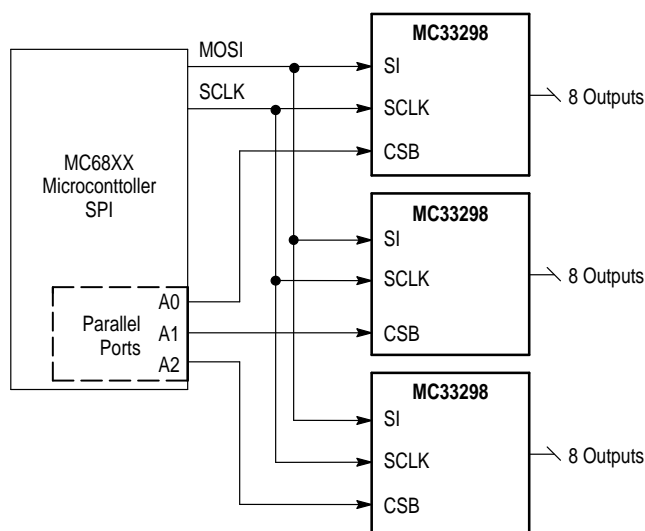 MOSI
SCLK
MC68XX
Microconttoller
SPI
Parallel
Ports
A0
A1
A2
MC33298
SI
SCLK
CSB
8 Outputs
MC33298
SI
SCLK
CSB
8 Outputs
MC33298
SI
SCLK
CSB
8 Outputs